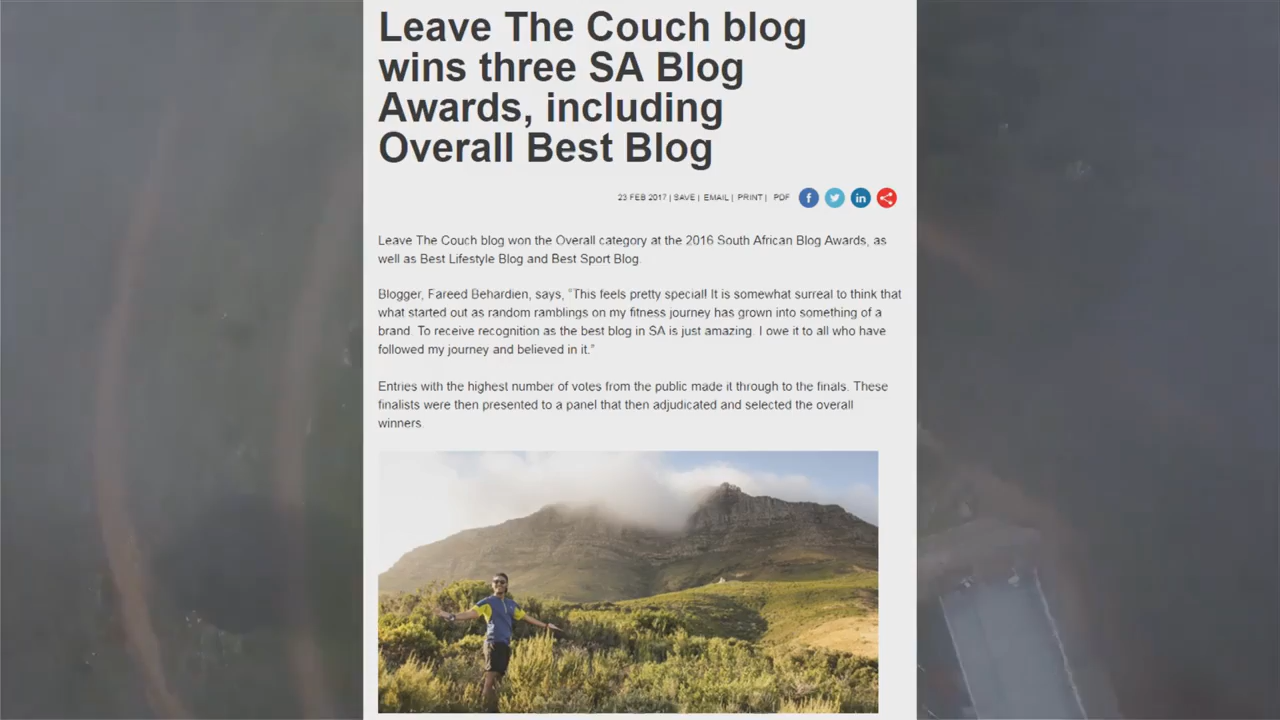 Leave The Couch blog
wins three SA Blog
Awards, including
Overall Best Blog
23 FEB 2017 | SAVE | EMAIL | PRINT | PDF
Leave The Couch blog won the Overall category at the 2016 South African Blog Awards, as
well as Best Lifestyle Blog and Best Sport Blog.
Blogger, Fareed Behardien, says, "This feels pretty special! It is somewhat surreal to think that
what started out as random ramblings on my fitness journey has grown into something of a
brand. To receive recognition as the best blog in SA is just amazing. I owe it to all who have
followed my journey and believed in it."
Entries with the highest number of votes from the public made it through to the finals. These
finalists were then presented to a panel that then adjudicated and selected the overall
winners.